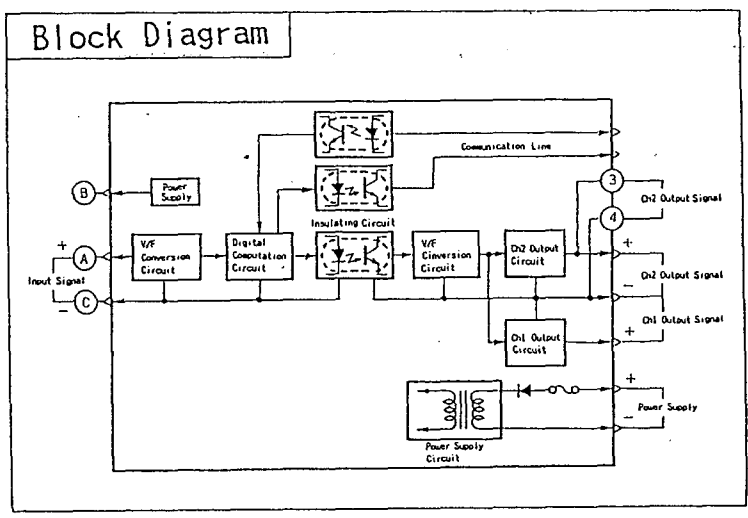 Block Diagram
Communication Line
B
Power
Supply
3
Ch2 Output Signal
4
Insulating Circuit
+
A
Input Signal
−
C
V/F
Conversion
Circuit
Digital
Computation
Circuit
V/F
Cinversion
Circuit
Ch2 Output
Circuit
+
Ch2 Output Signal
−
Ch1 Output Signal
+
Ch1 Output
Circuit
+
Power Supply
−
Power Supply
Circuit